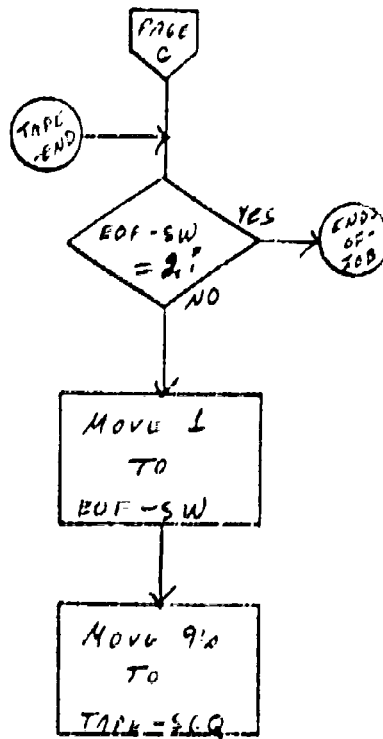 PAGE
C
TAPE
-END
EOF-SW
= 2?
YES
END-
OF-
JOB
NO
MOVE 1
TO
EOF-SW
MOVE 9's
TO
TAPE-SEQ